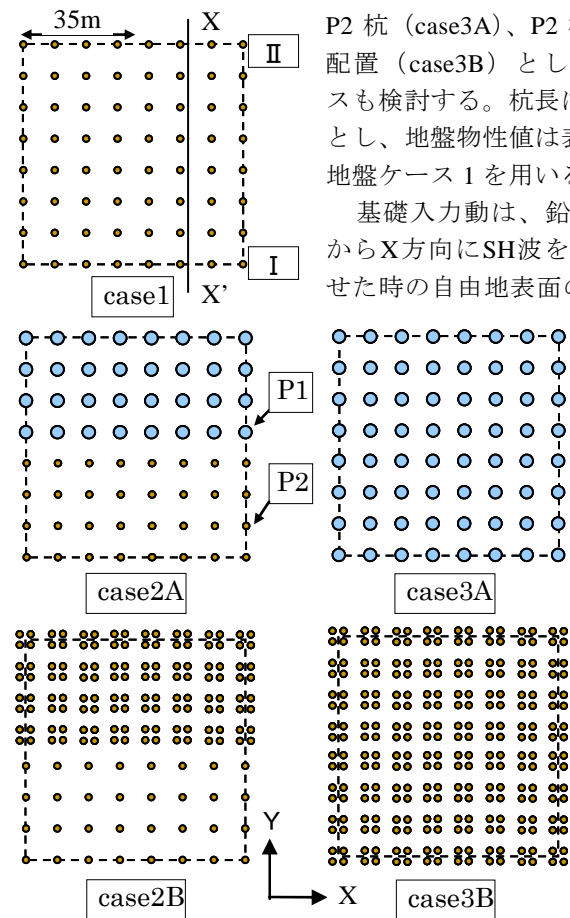 35m
X
Ⅱ
Ⅰ
case1
X'
P2 杭（case3A）、P2
配置（case3B）とし
スも検討する。杭長
とし、地盤物性値は
地盤ケース 1 を用い
基礎入力動は、鉛
からX方向にSH波を
せた時の自由地表面の
P1
P2
case2A
case3A
Y
X
case2B
case3B